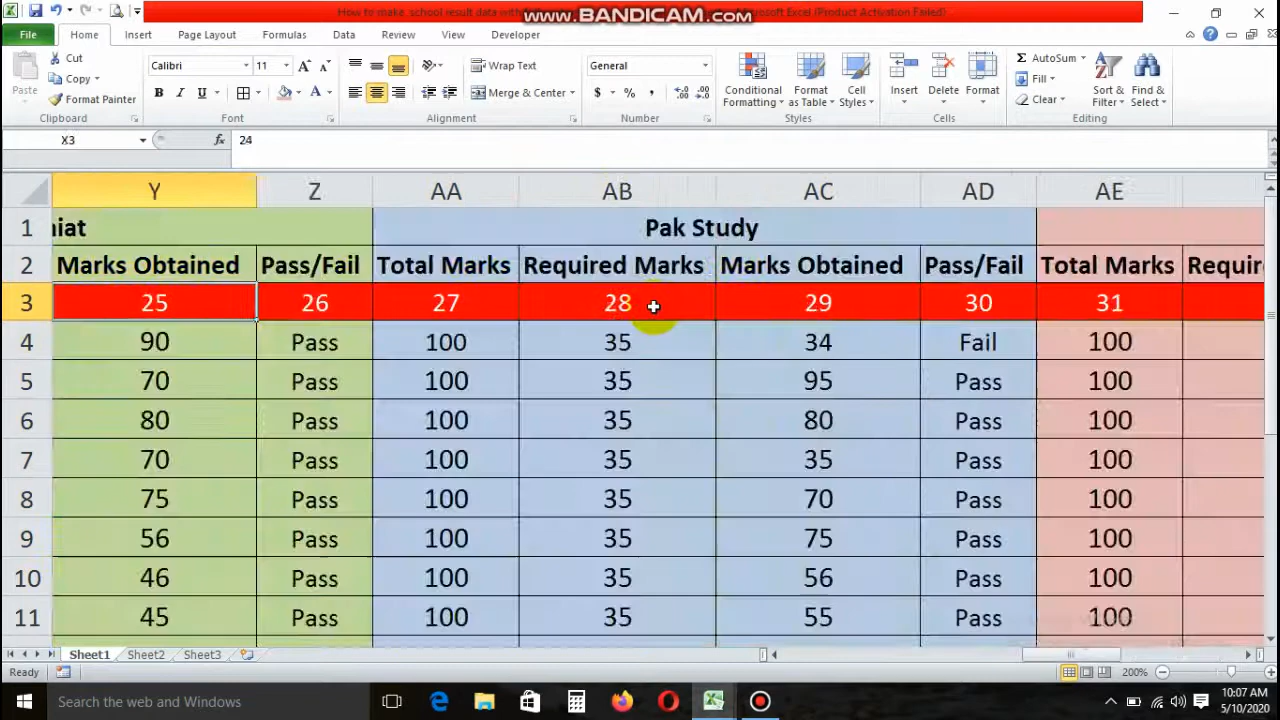 How to make school result data with
Microsoft Excel (Product Activation Failed)
www.BANDICAM.com
File Home Insert Page Layout Formulas Data Review View Developer
Paste
Cut
Copy
Format Painter
Clipboard
Calibri 11
B I U
Font
Wrap Text
Merge & Center
Alignment
General
$ % ,
Number
Conditional Formatting
Format as Table
Cell Styles
Styles
Insert
Delete
Format
Cells
AutoSum
Fill
Clear
Sort & Filter
Find & Select
Editing
X3 fx 24
Y Z AA AB AC AD AE
1 iat Pak Study
2 Marks Obtained Pass/Fail Total Marks Required Marks Marks Obtained Pass/Fail Total Marks Requir
3 25 26 27 28 29 30 31
4 90 Pass 100 35 34 Fail 100
5 70 Pass 100 35 95 Pass 100
6 80 Pass 100 35 80 Pass 100
7 70 Pass 100 35 35 Pass 100
8 75 Pass 100 35 70 Pass 100
9 56 Pass 100 35 75 Pass 100
10 46 Pass 100 35 56 Pass 100
11 45 Pass 100 35 55 Pass 100
Sheet1 Sheet2 Sheet3
Ready 200%
Search the web and Windows
10:07 AM
5/10/2020